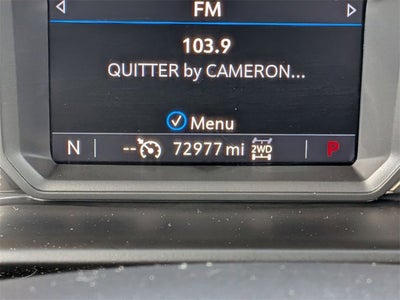 FM
103.9
QUITTER by CAMERON...
Menu
N -- 72977 mi 2WD P